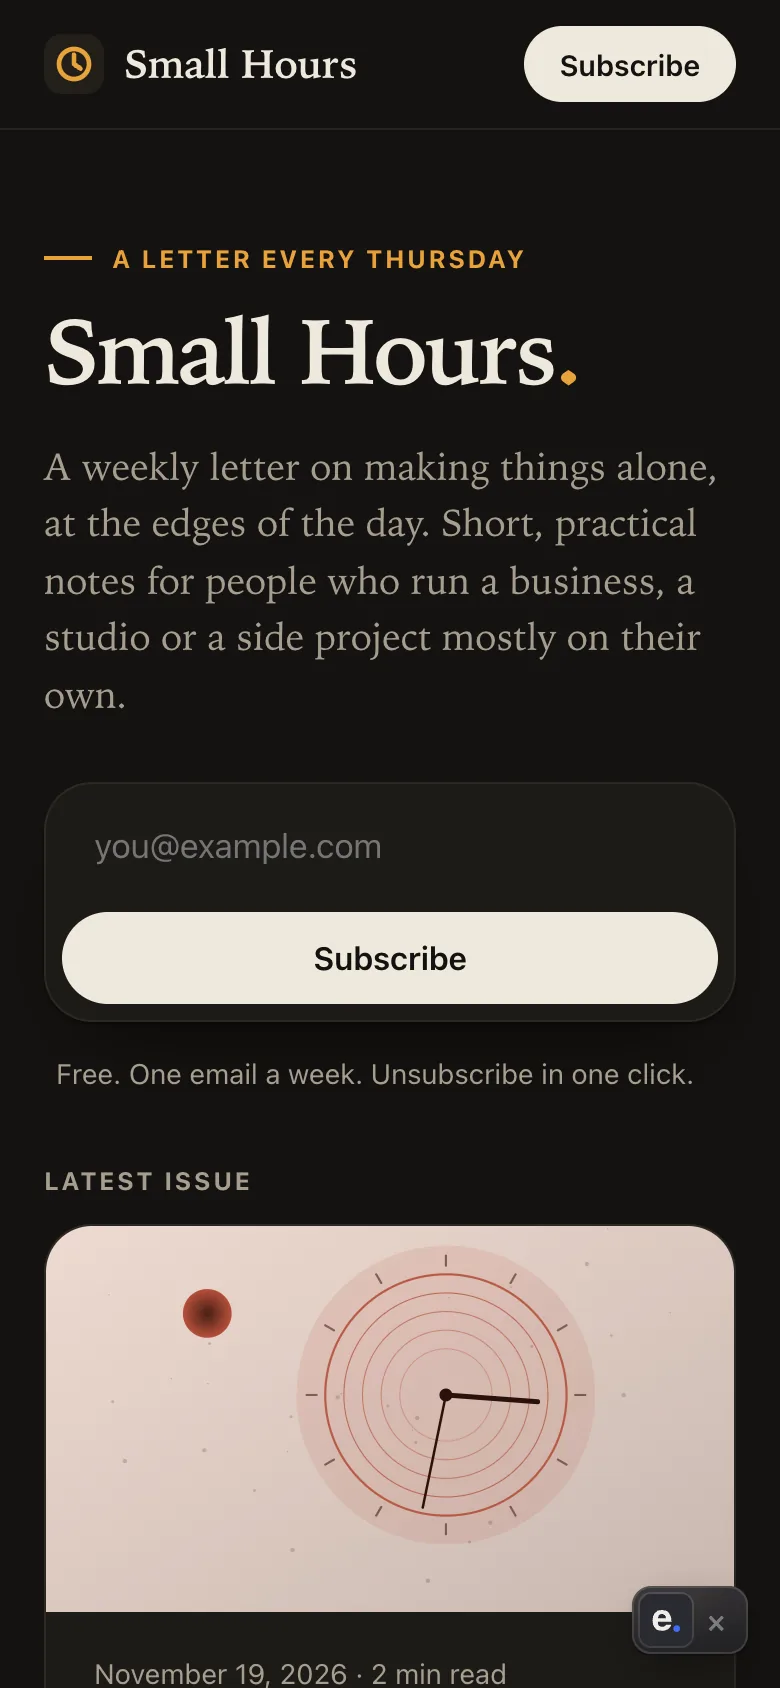 Small Hours
Subscribe
A LETTER EVERY THURSDAY
Small Hours.
A weekly letter on making things alone,
at the edges of the day. Short, practical
notes for people who run a business, a
studio or a side project mostly on their
own.
you@example.com
Subscribe
Free. One email a week. Unsubscribe in one click.
LATEST ISSUE
e. ×
November 19, 2026 · 2 min read